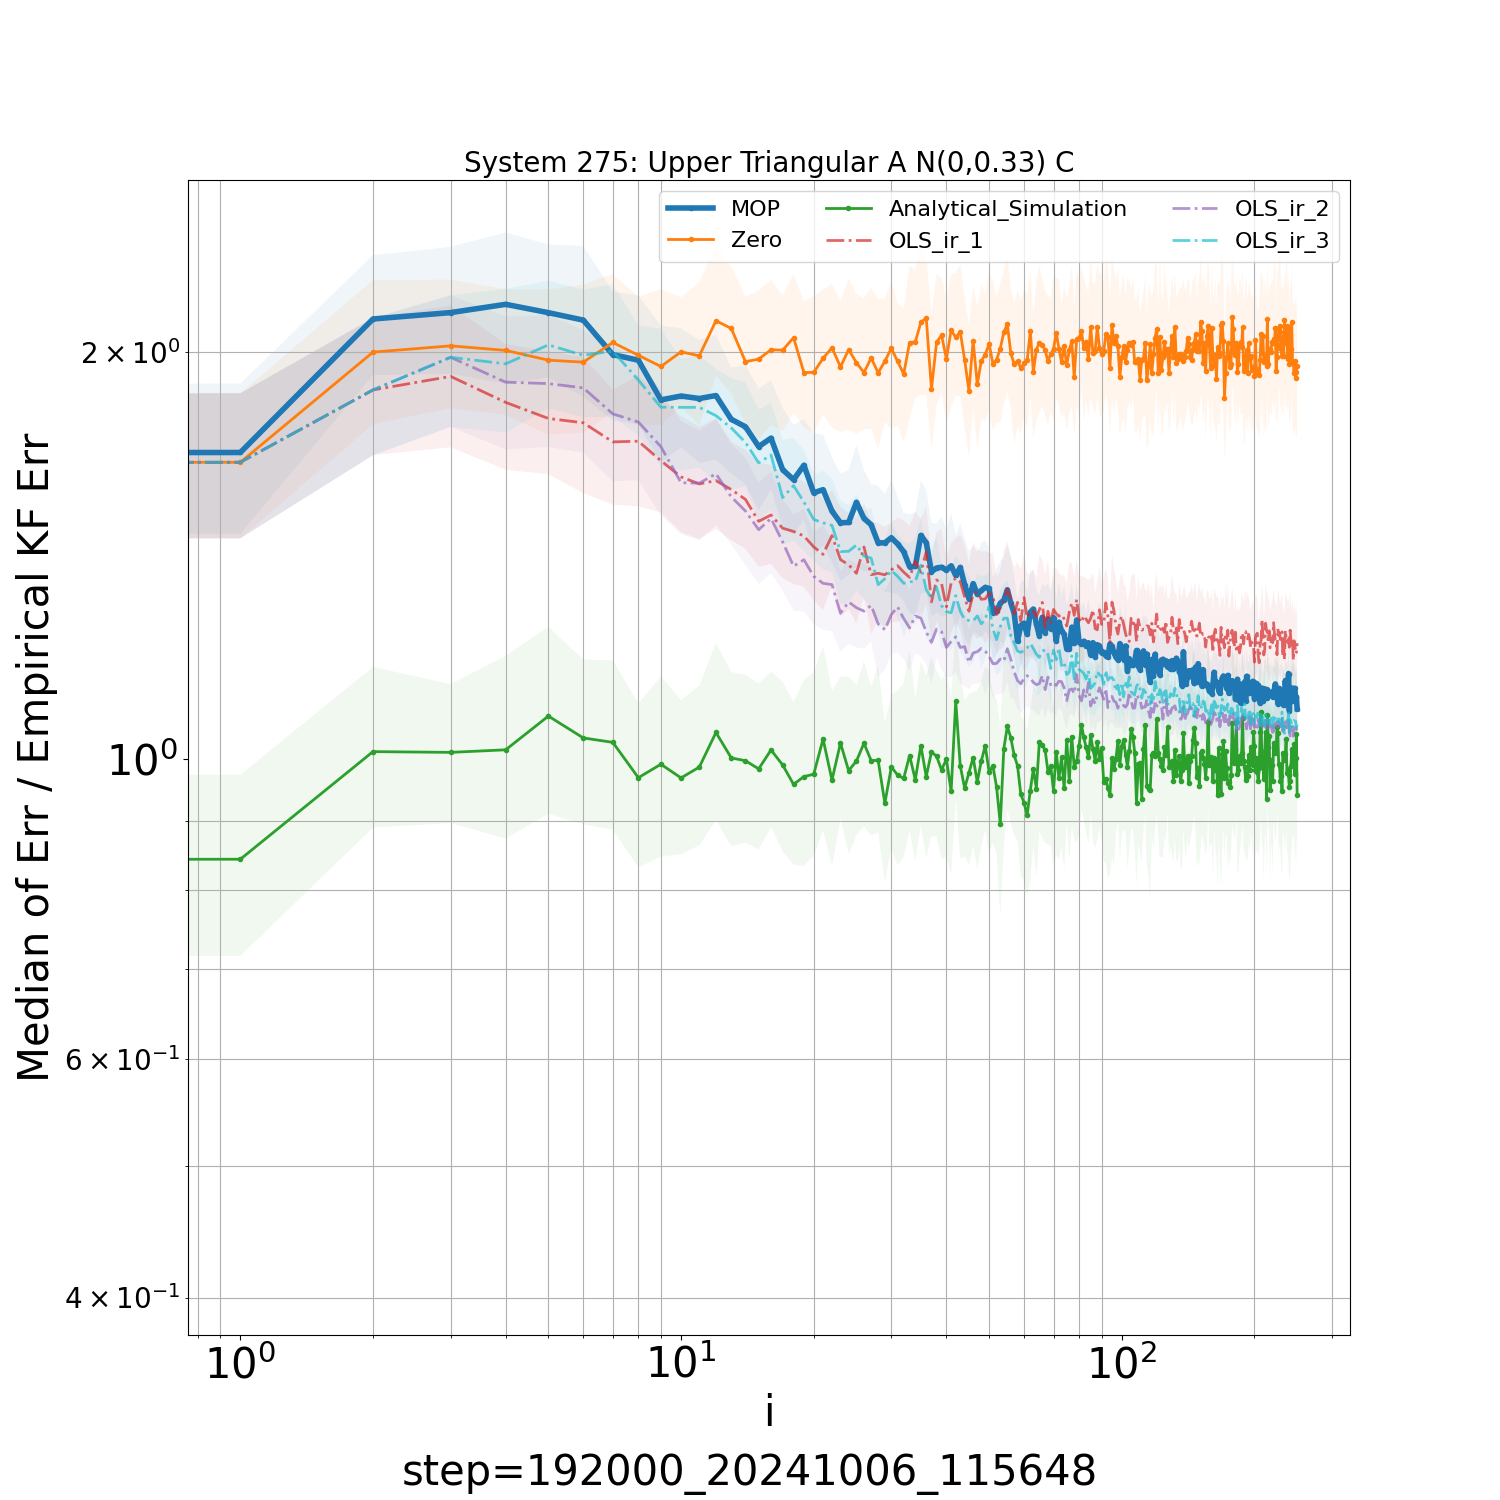 System 275: Upper Triangular A N(0,0.33) C
MOP
Zero
Analytical_Simulation
OLS_ir_1
OLS_ir_2
OLS_ir_3
Median of Err / Empirical KF Err
2 × 10⁰
10⁰
6 × 10⁻¹
4 × 10⁻¹
10⁰ 10¹ 10²
i
step=192000_20241006_115648